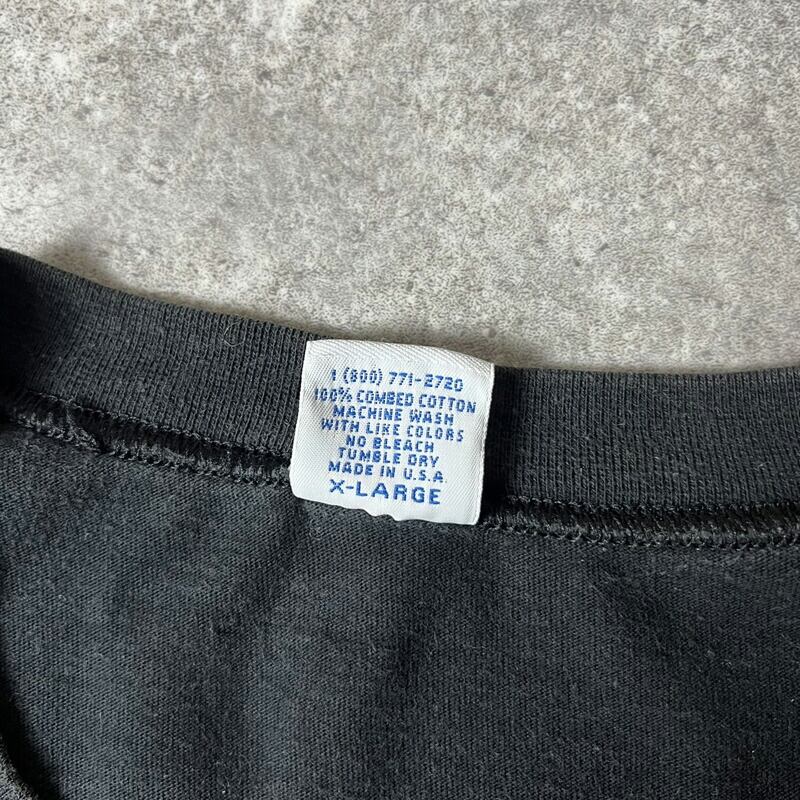 1 (800) 771-2720
100% COMBED COTTON
MACHINE WASH
WITH LIKE COLORS
NO BLEACH
TUMBLE DRY
MADE IN U.S.A.
X-LARGE